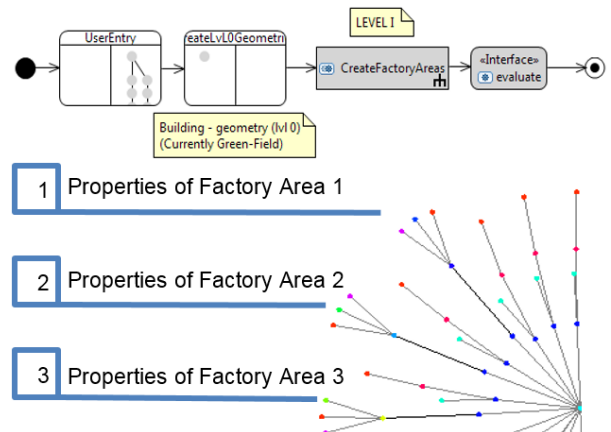 LEVEL I
UserEntry
reateLvL0Geometri
CreateFactoryAreas
«Interface»
evaluate
Building - geometry (lvl 0)
(Currently Green-Field)
1 Properties of Factory Area 1
2 Properties of Factory Area 2
3 Properties of Factory Area 3